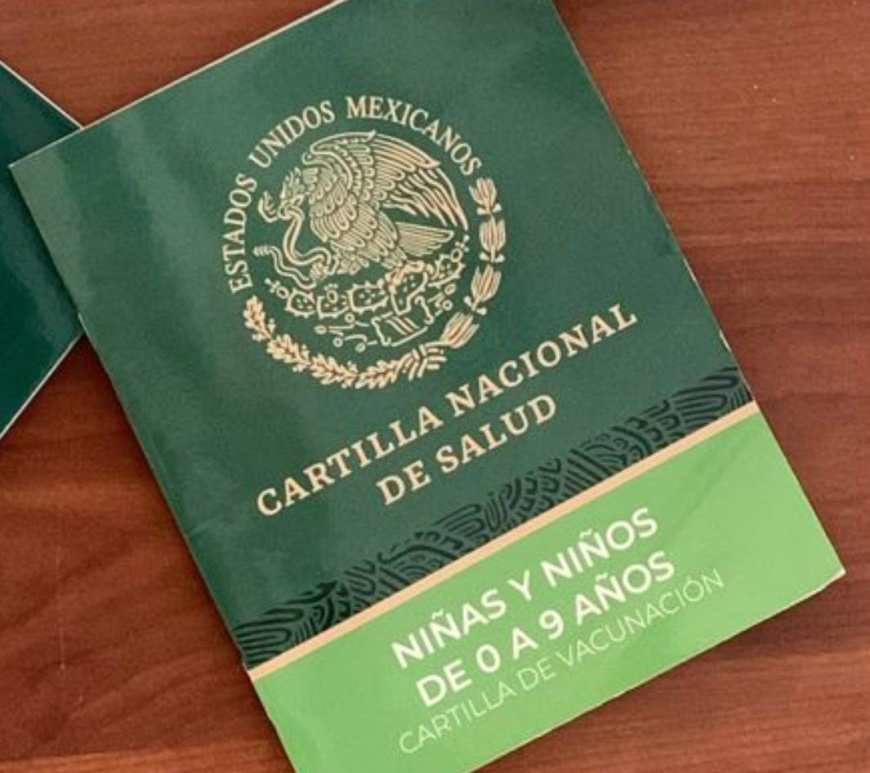 ESTADOS UNIDOS MEXICANOS
CARTILLA NACIONAL
DE SALUD
NIÑAS Y NIÑOS
DE 0 A 9 AÑOS
CARTILLA DE VACUNACIÓN